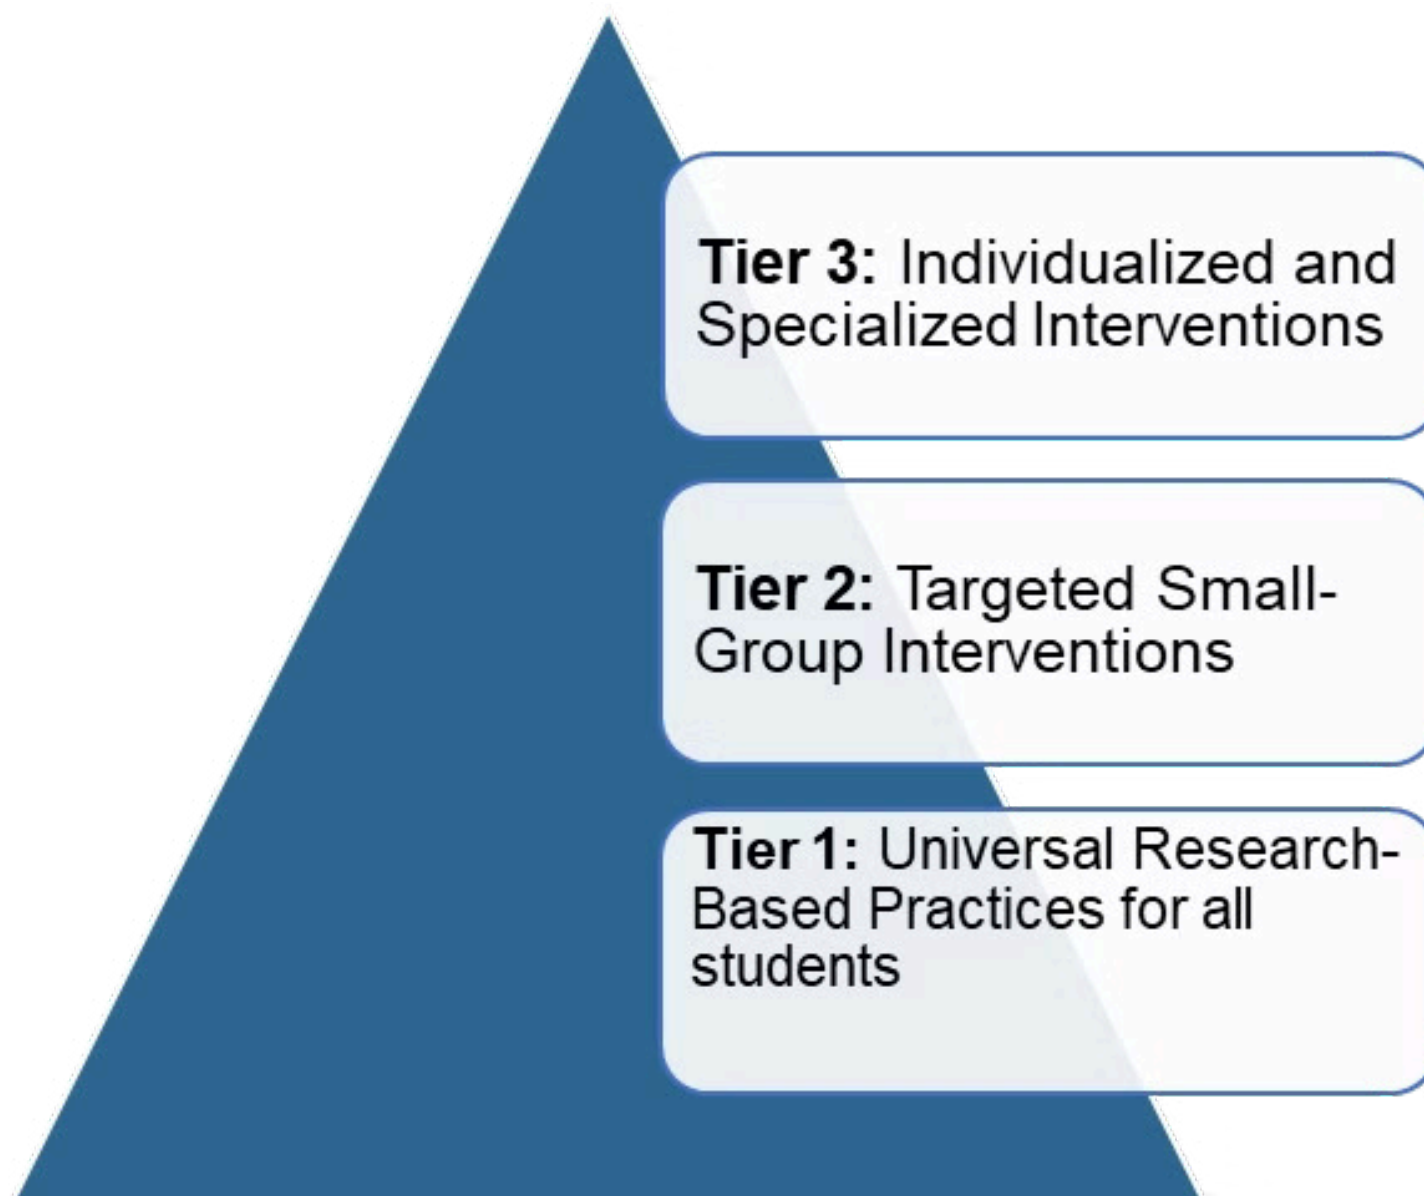 Tier 3: Individualized and
Specialized Interventions
Tier 2: Targeted Small-
Group Interventions
Tier 1: Universal Research-
Based Practices for all
students